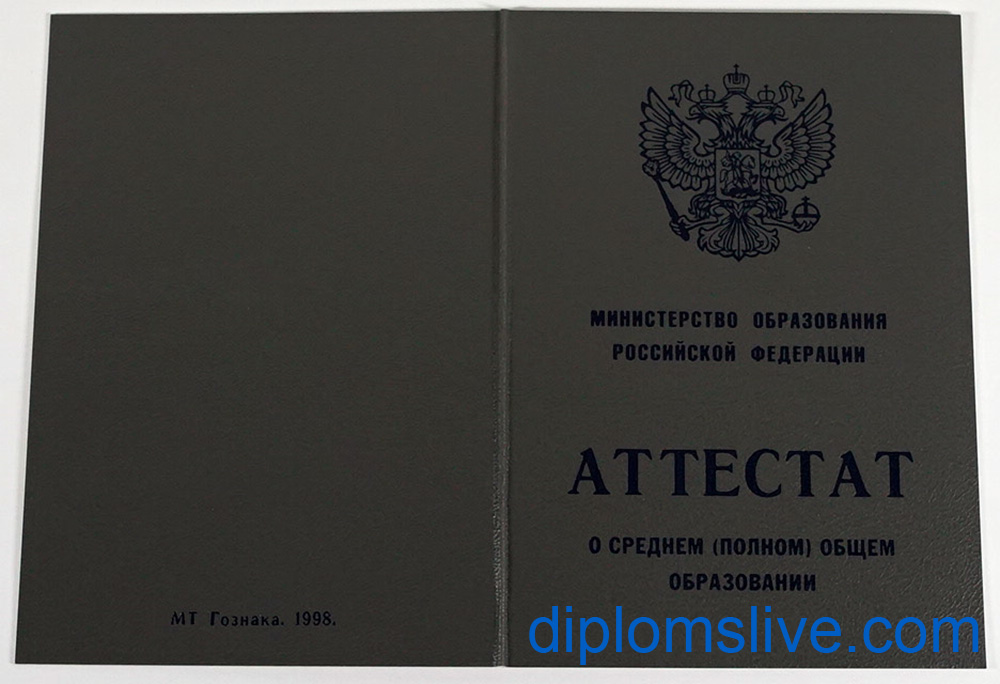 МТ Гознака. 1998.
МИНИСТЕРСТВО ОБРАЗОВАНИЯ
РОССИЙСКОЙ ФЕДЕРАЦИИ
АТТЕСТАТ
О СРЕДНЕМ (ПОЛНОМ) ОБЩЕМ
ОБРАЗОВАНИИ
diplomslive.com